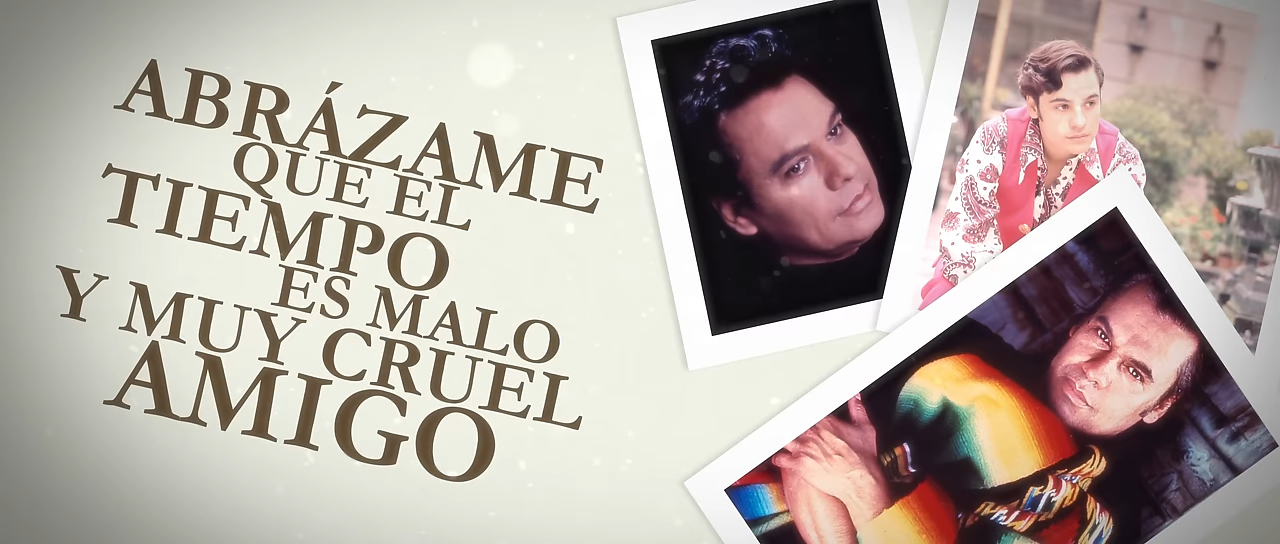 ABRÁZAME
QUE EL
TIEMPO
ES MALO
Y MUY CRUEL
AMIGO